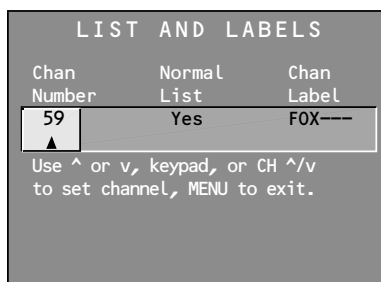 LIST AND LABELS
Chan Normal Chan
Number List Label
59 Yes FOX---
Use ^ or v, keypad, or CH ^/v
to set channel, MENU to exit.